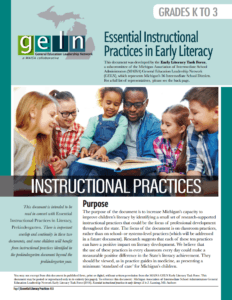 GRADES K TO 3
gein
General Education Leadership Network
a MAISA collaborative
Essential Instructional
Practices in Early Literacy
This document was developed by the Early Literacy Task Force,
a subcommittee of the Michigan Association of Intermediate School
Administrators (MAISA) General Education Leadership Network
(GELN), which represents Michigan's 56 Intermediate School Districts.
For a full list of representatives, please see the back page.
INSTRUCTIONAL PRACTICES
This document is intended to be
read in concert with Essential
Instructional Practices in Literacy,
Prekindergarten. There is important
overlap and continuity in these two
documents, and some children will benefit
from instructional practices identified in
the prekindergarten document beyond the
prekindergarten year.
Purpose
The purpose of the document is to increase Michigan's capacity to
improve children's literacy by identifying a small set of research-supported
instructional practices that could be the focus of professional development
throughout the state. The focus of the document is on classroom practices,
rather than on school- or systemwide practices (which will be addressed
in a future document). Research suggests that each of these ten practices
can have a positive impact on literacy development. We believe that
the use of these practices in every classroom every day could make a
measurable positive difference in the State's literacy achievement. They
should be viewed, as in practice guides in medicine, as presenting a
minimum 'standard of care' for Michigan's children.